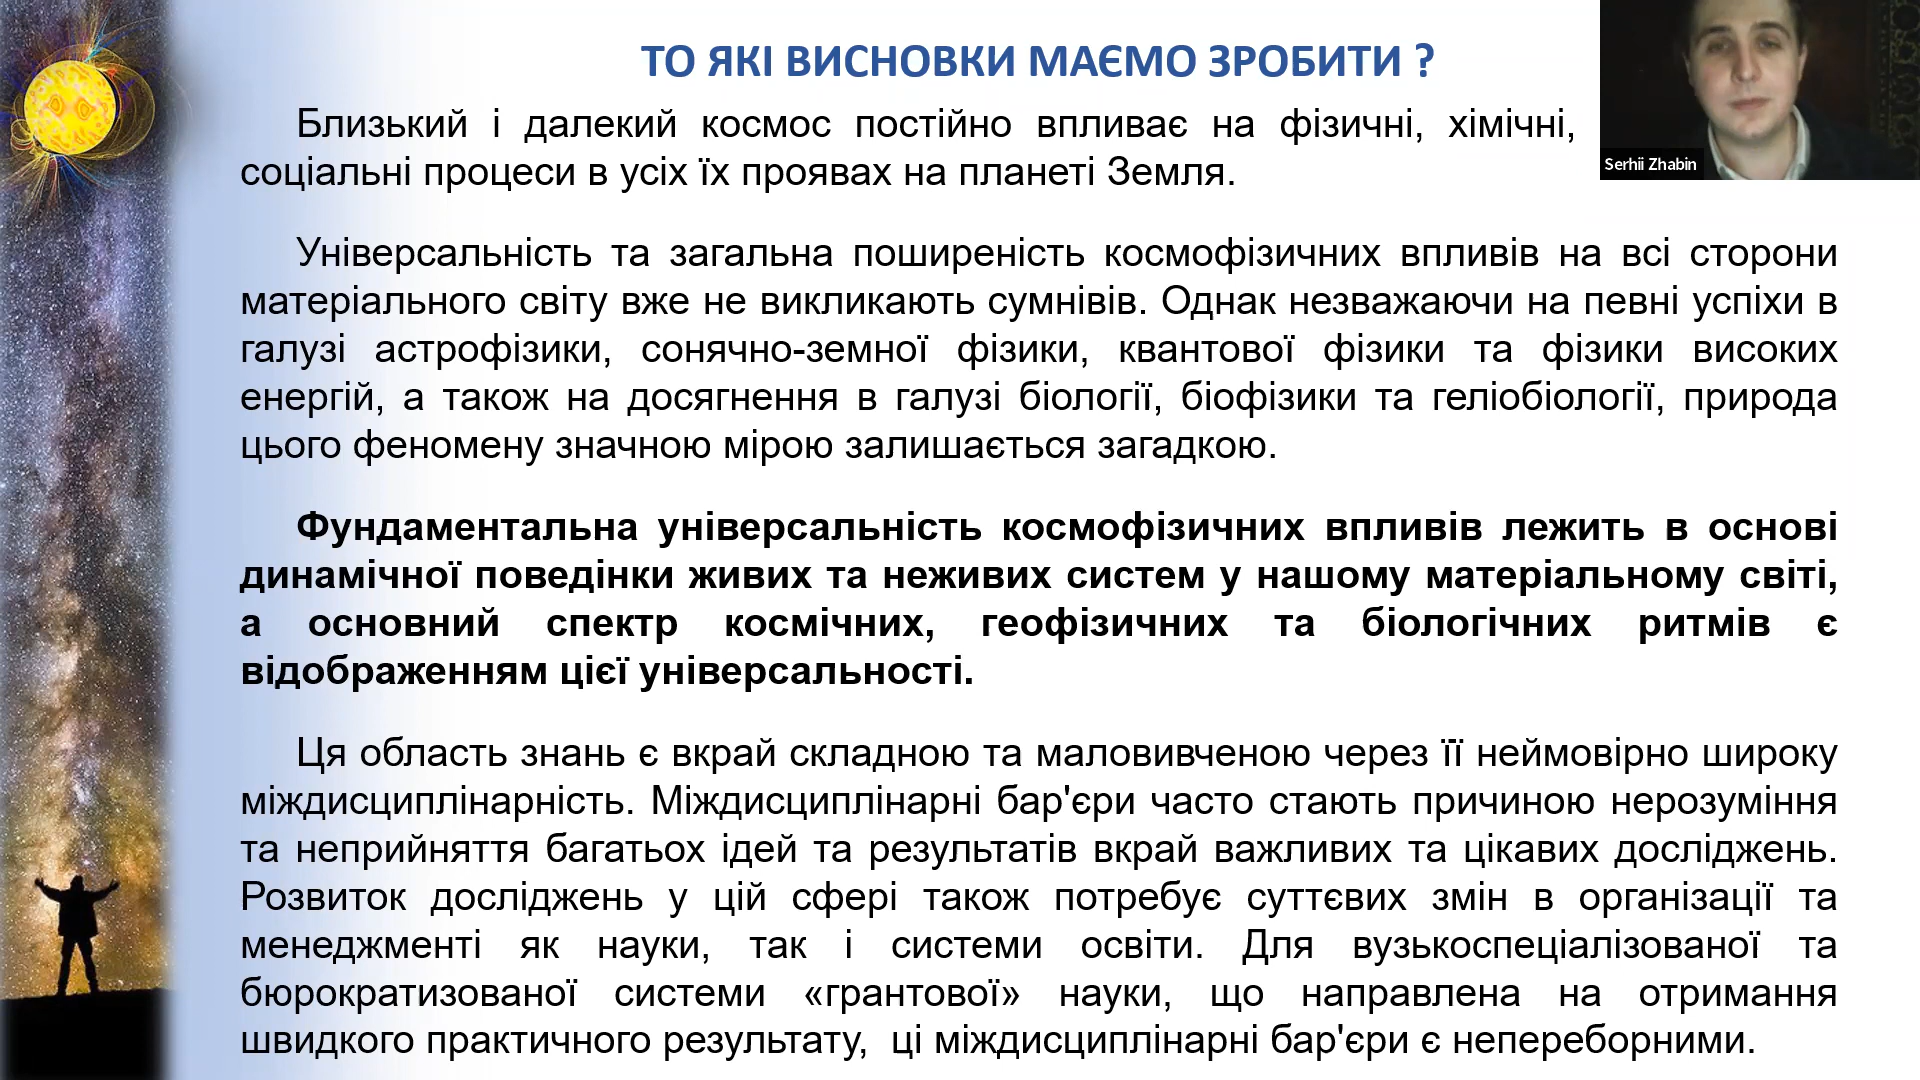 ТО ЯКІ ВИСНОВКИ МАЄМО ЗРОБИТИ ?
Близький і далекий космос постійно впливає на фізичні, хімічні,
соціальні процеси в усіх їх проявах на планеті Земля.
Serhii Zhabin
Універсальність та загальна поширеність космофізичних впливів на всі сторони
матеріального світу вже не викликають сумнівів. Однак незважаючи на певні успіхи в
галузі астрофізики, сонячно-земної фізики, квантової фізики та фізики високих
енергій, а також на досягнення в галузі біології, біофізики та геліобіології, природа
цього феномену значною мірою залишається загадкою.
Фундаментальна універсальність космофізичних впливів лежить в основі
динамічної поведінки живих та неживих систем у нашому матеріальному світі,
а основний спектр космічних, геофізичних та біологічних ритмів є
відображенням цієї універсальності.
Ця область знань є вкрай складною та маловивченою через її неймовірно широку
міждисциплінарність. Міждисциплінарні бар'єри часто стають причиною нерозуміння
та неприйняття багатьох ідей та результатів вкрай важливих та цікавих досліджень.
Розвиток досліджень у цій сфері також потребує суттєвих змін в організації та
менеджменті як науки, так і системи освіти. Для вузькоспеціалізованої та
бюрократизованої системи «грантової» науки, що направлена на отримання
швидкого практичного результату, ці міждисциплінарні бар'єри є непереборними.